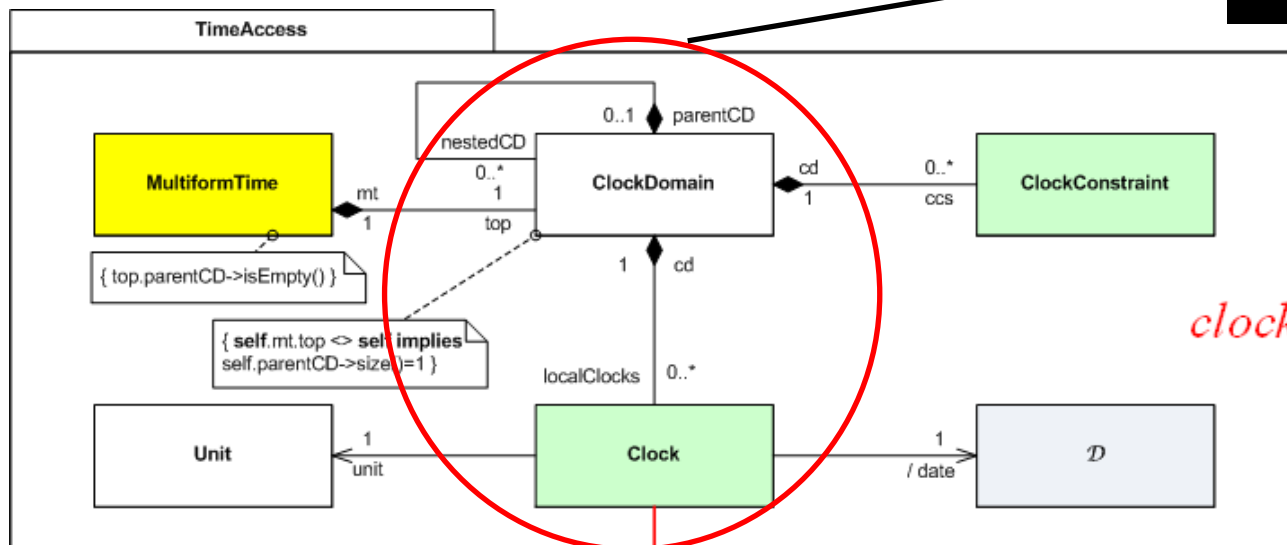 TimeAccess
0..1
parentCD
nestedCD
0..*
MultiformTime
mt
1
1
top
ClockDomain
cd
1
0..*
ccs
ClockConstraint
{ top.parentCD->isEmpty() }
1
cd
{ self.mt.top <> self implies
self.parentCD->size()=1 }
clock
localClocks
0..*
Unit
1
unit
Clock
1
/ date
𝒟